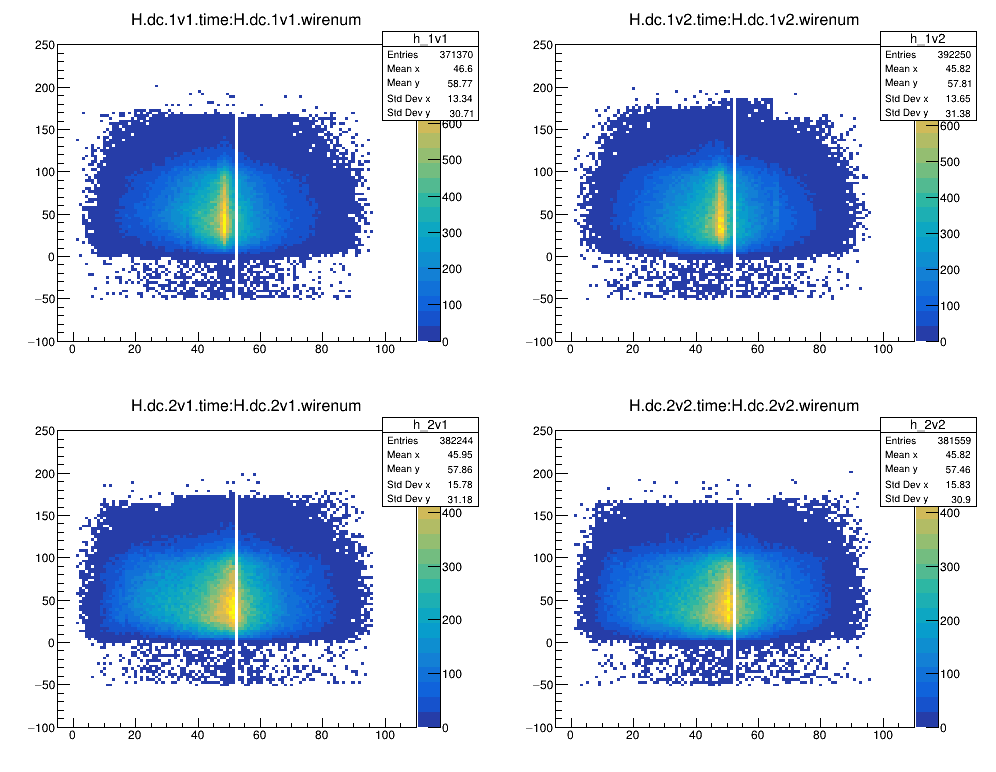 H.dc.1v1.time:H.dc.1v1.wirenum
h_1v1
Entries 371370
Mean x 46.6
Mean y 58.77
Std Dev x 13.34
Std Dev y 30.71
250
200
150
100
50
0
−50
−100
0 20 40 60 80 100
600
500
400
300
200
100
0
H.dc.1v2.time:H.dc.1v2.wirenum
h_1v2
Entries 392250
Mean x 45.82
Mean y 57.81
Std Dev x 13.65
Std Dev y 31.38
250
200
150
100
50
0
−50
−100
0 20 40 60 80 100
600
500
400
300
200
100
0
H.dc.2v1.time:H.dc.2v1.wirenum
h_2v1
Entries 382244
Mean x 45.95
Mean y 57.86
Std Dev x 15.78
Std Dev y 31.18
250
200
150
100
50
0
−50
−100
0 20 40 60 80 100
400
300
200
100
0
H.dc.2v2.time:H.dc.2v2.wirenum
h_2v2
Entries 381559
Mean x 45.82
Mean y 57.46
Std Dev x 15.83
Std Dev y 30.9
250
200
150
100
50
0
−50
−100
0 20 40 60 80 100
400
300
200
100
0